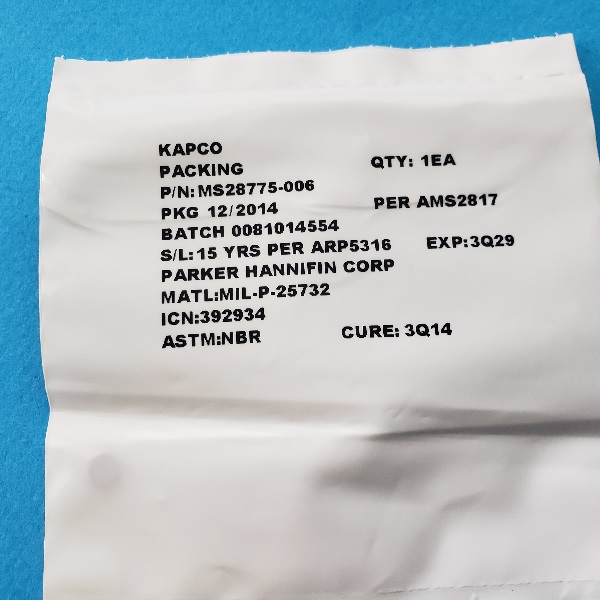 KAPCO
PACKING QTY: 1EA
P/N:MS28775-006
PKG 12/2014 PER AMS2817
BATCH 0081014554
S/L:15 YRS PER ARP5316 EXP:3Q29
PARKER HANNIFIN CORP
MATL:MIL-P-25732
ICN:392934
ASTM:NBR CURE: 3Q14